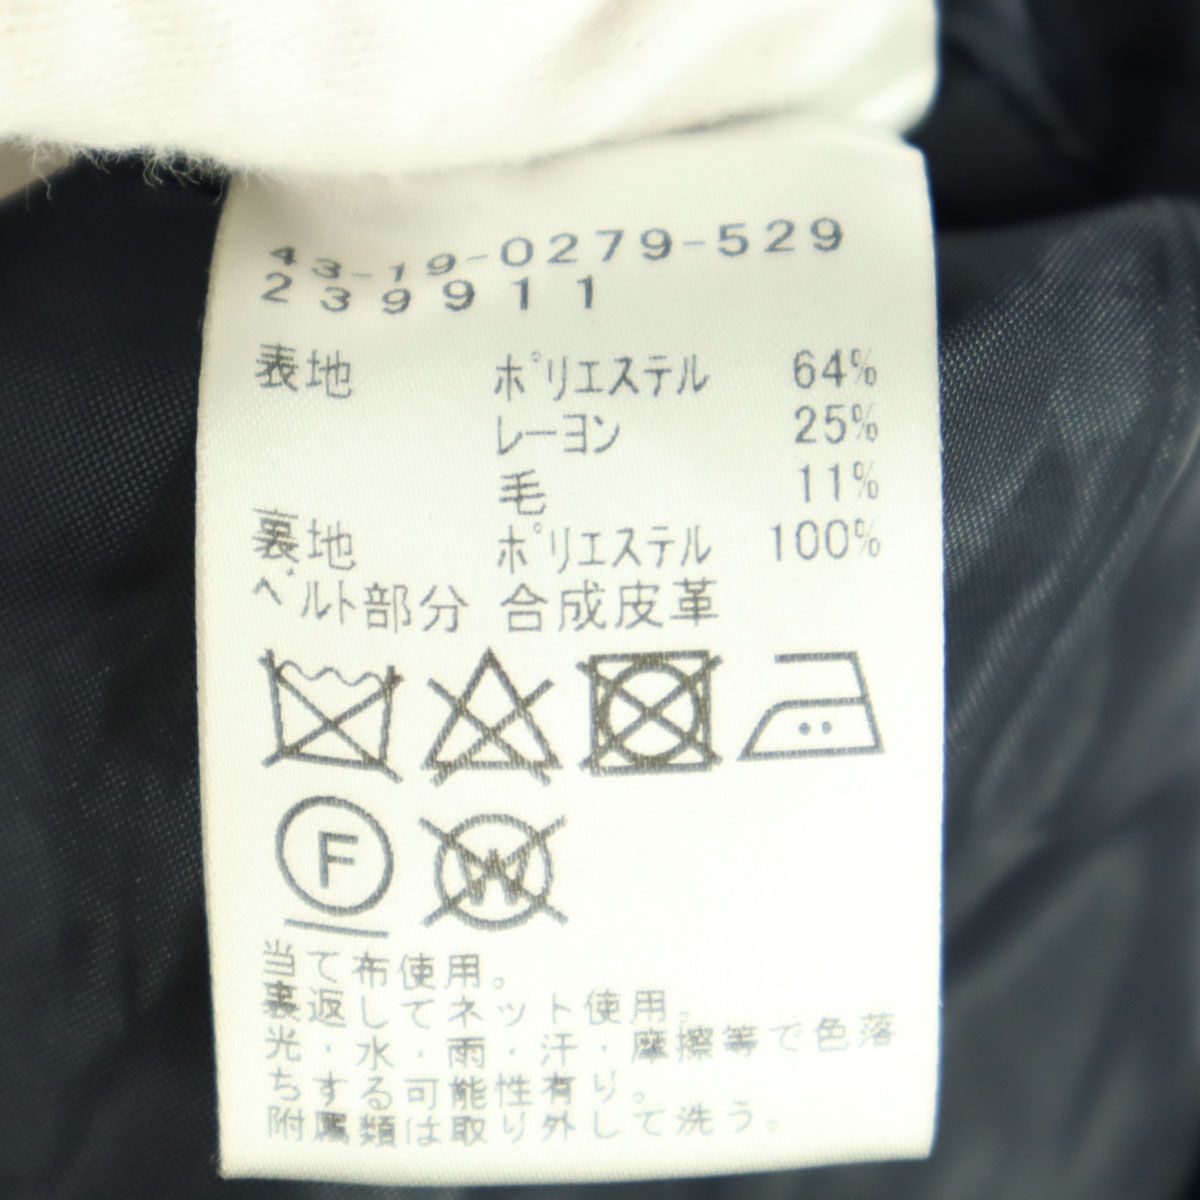 43-19-0279-529
239911
表地 ポリエステル 64%
レーヨン 25%
毛 11%
裏地 ポリエステル 100%
ベルト部分 合成皮革
F W
当て布使用。
裏返してネット使用。
光・水・雨・汗・摩擦等で色落
ちする可能性有り。
附属類は取り外して洗う。